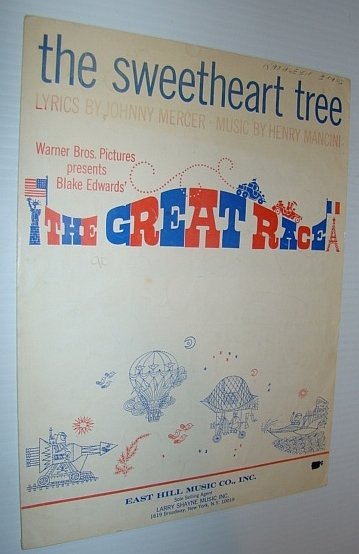 the sweetheart tree
LYRICS BY JOHNNY MERCER · MUSIC BY HENRY MANCINI
Warner Bros. Pictures
presents
Blake Edwards'
THE GREAT RACE
EAST HILL MUSIC CO., INC.
Sole Selling Agent
LARRY SHAYNE MUSIC INC.
1619 Broadway, New York, N.Y. 10019